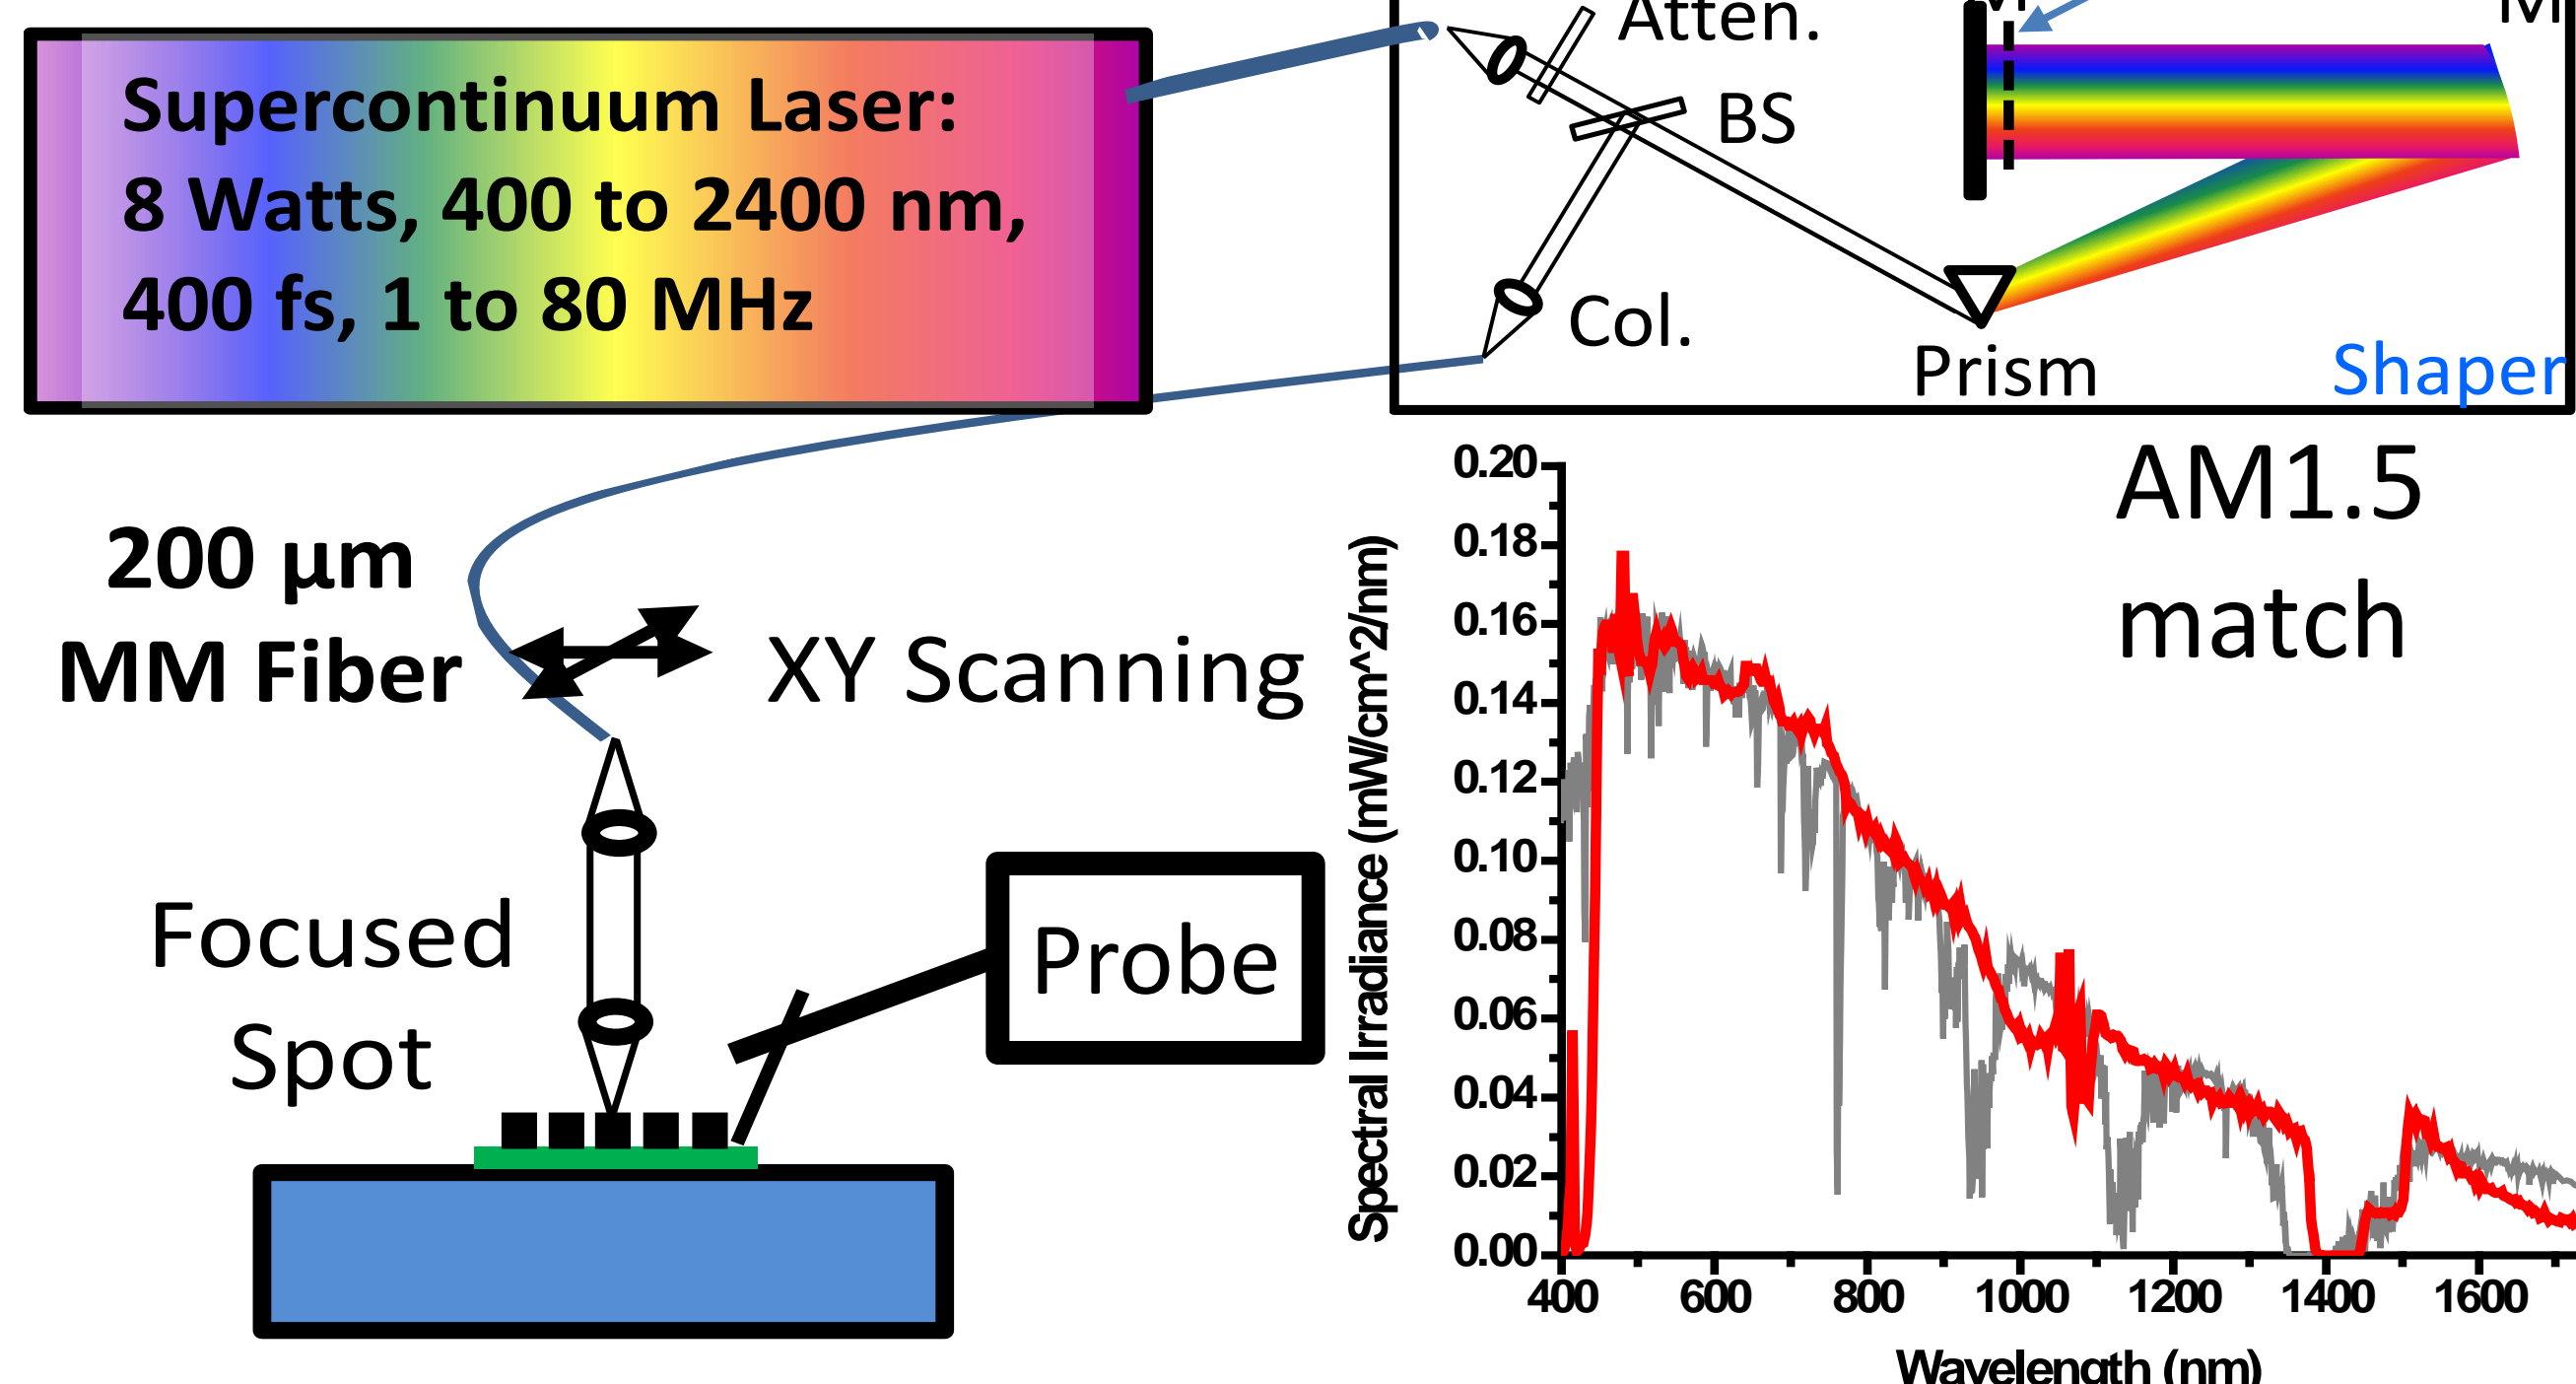 Supercontinuum Laser:
8 Watts, 400 to 2400 nm,
400 fs, 1 to 80 MHz
Atten.
BS
Col.
Prism
M
Shaper
200 µm
MM Fiber
XY Scanning
Focused
Spot
Probe
AM1.5
match
Spectral Irradiance (mW/cm^2/nm)
0.20
0.18
0.16
0.14
0.12
0.10
0.08
0.06
0.04
0.02
0.00
400 600 800 1000 1200 1400 1600
Wavelength (nm)